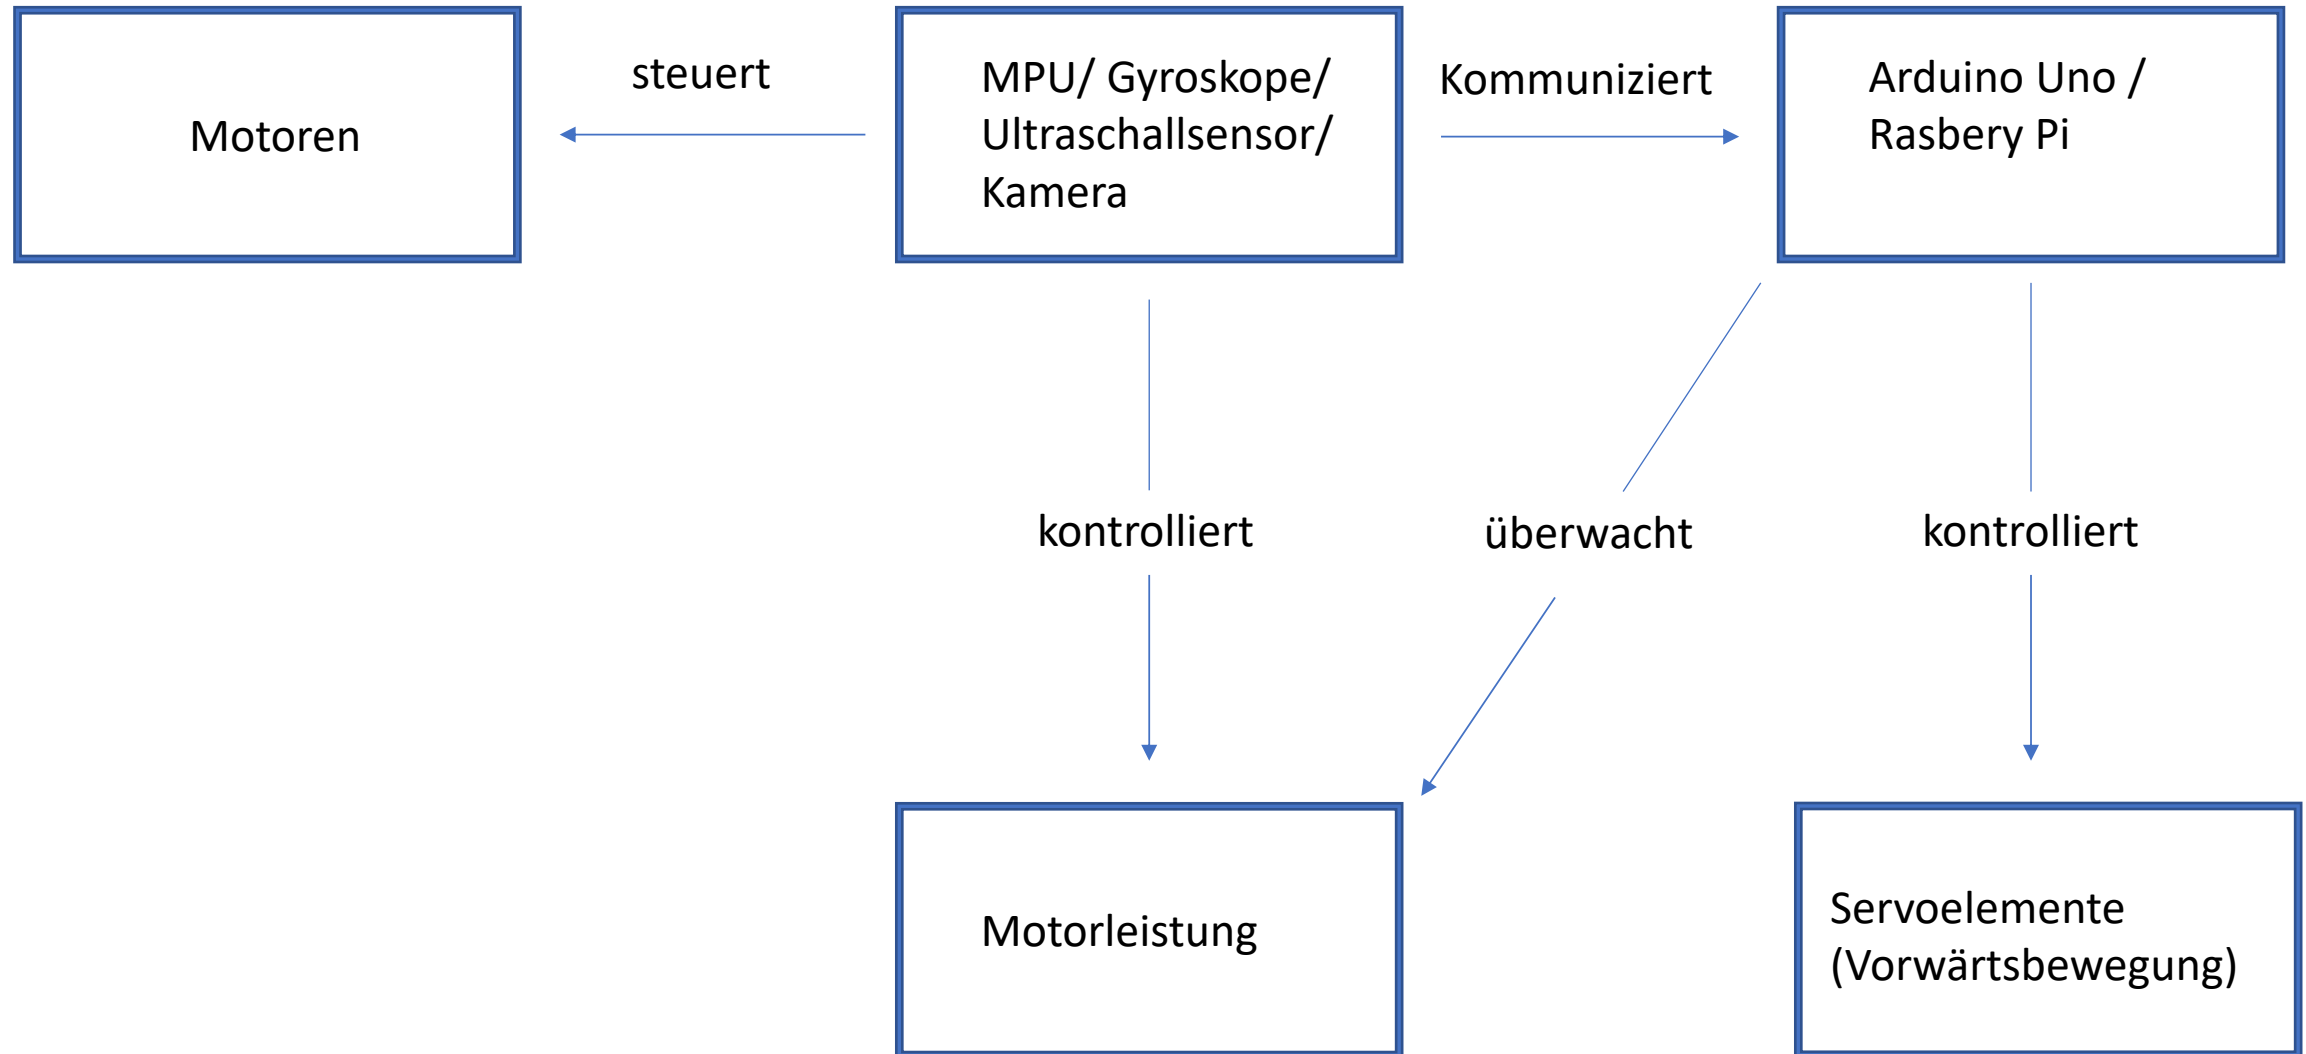 Motoren
steuert
MPU/ Gyroskope/
Ultraschallsensor/
Kamera
Kommuniziert
Arduino Uno /
Rasbery Pi
kontrolliert
überwacht
kontrolliert
Motorleistung
Servoelemente
(Vorwärtsbewegung)